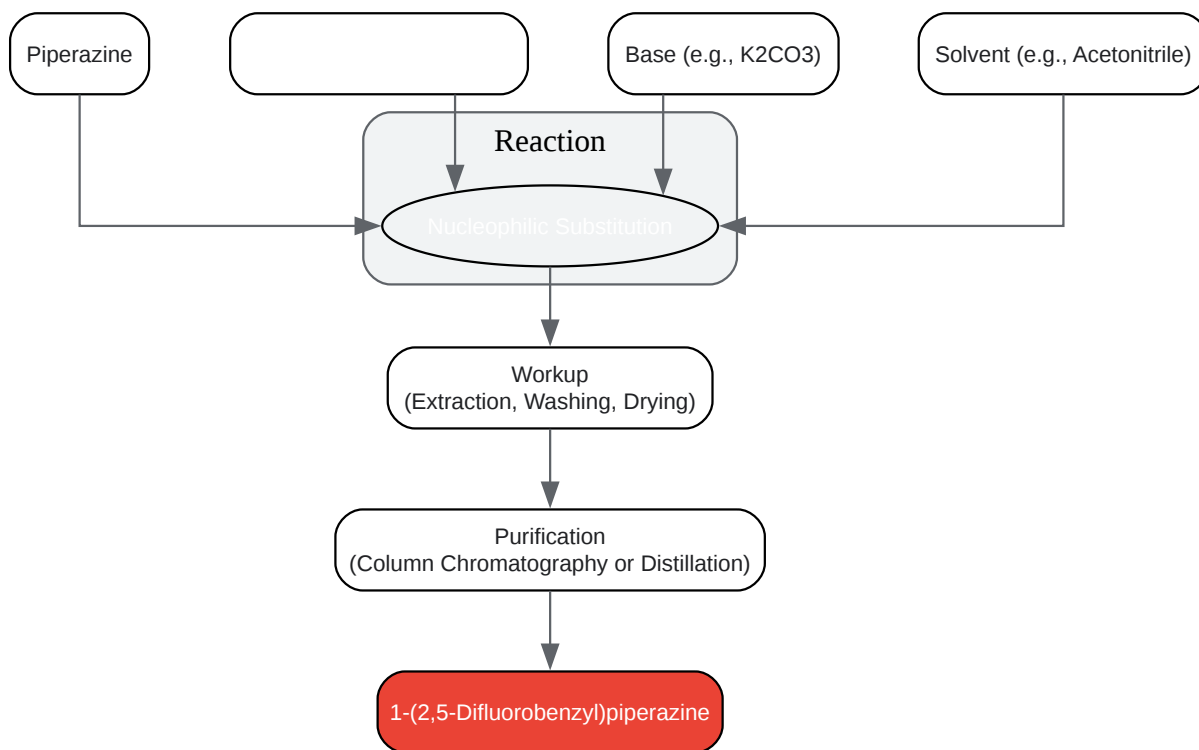 Piperazine
Base (e.g., K2CO3)
Solvent (e.g., Acetonitrile)
Reaction
Nucleophilic Substitution
Workup
(Extraction, Washing, Drying)
Purification
(Column Chromatography or Distillation)
1-(2,5-Difluorobenzyl)piperazine